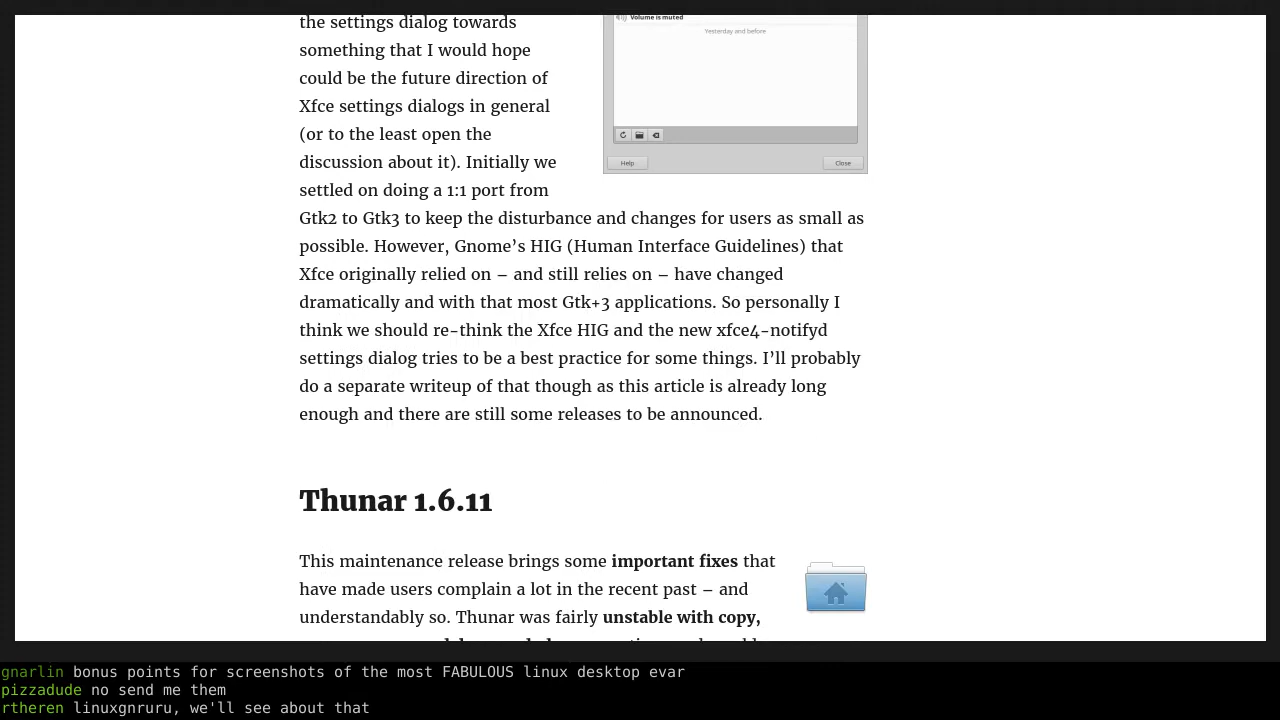 the settings dialog towards
something that I would hope
could be the future direction of
Xfce settings dialogs in general
(or to the least open the
discussion about it). Initially we
settled on doing a 1:1 port from
Gtk2 to Gtk3 to keep the disturbance and changes for users as small as
possible. However, Gnome’s HIG (Human Interface Guidelines) that
Xfce originally relied on – and still relies on – have changed
dramatically and with that most Gtk+3 applications. So personally I
think we should re-think the Xfce HIG and the new xfce4-notifyd
settings dialog tries to be a best practice for some things. I’ll probably
do a separate writeup of that though as this article is already long
enough and there are still some releases to be announced.
Volume is muted
Yesterday and before
Help
Close
Thunar 1.6.11
This maintenance release brings some important fixes that
have made users complain a lot in the recent past – and
understandably so. Thunar was fairly unstable with copy,
gnarlin bonus points for screenshots of the most FABULOUS linux desktop evar
pizzadude no send me them
rtheren linuxgnruru, we'll see about that